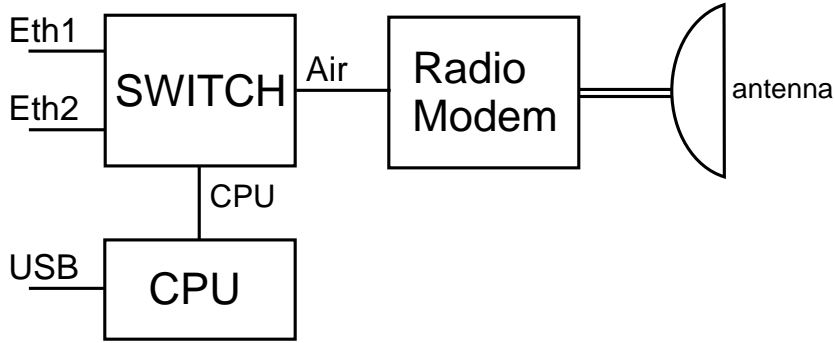 Eth1
SWITCH
Eth2
Air
Radio
Modem
antenna
CPU
USB
CPU